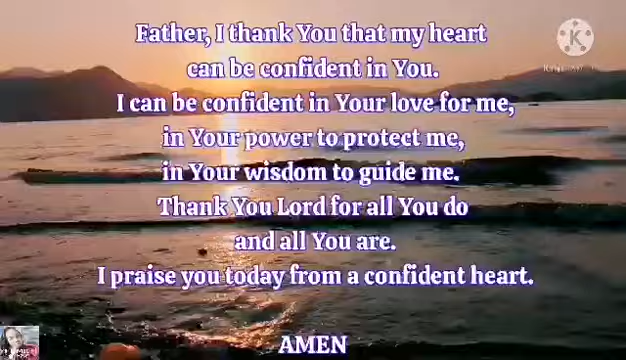 Father, I thank You that my heart
can be confident in You.
I can be confident in Your love for me,
in Your power to protect me,
in Your wisdom to guide me.
Thank You Lord for all You do
and all You are.
I praise you today from a confident heart.
AMEN
K